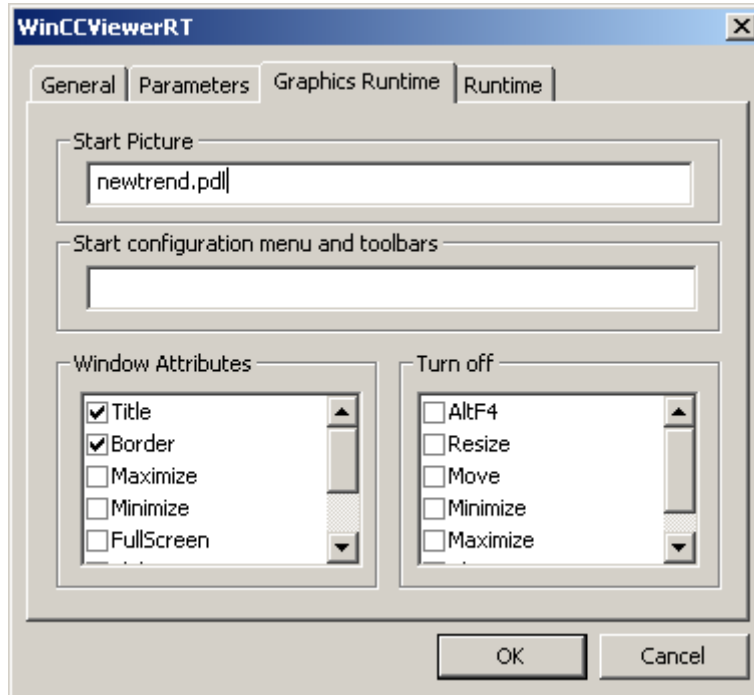 WinCCViewerRT
General Parameters Graphics Runtime Runtime
Start Picture
newtrend.pdl
Start configuration menu and toolbars
Window Attributes
Title
Border
Maximize
Minimize
FullScreen
Turn off
AltF4
Resize
Move
Minimize
Maximize
OK Cancel